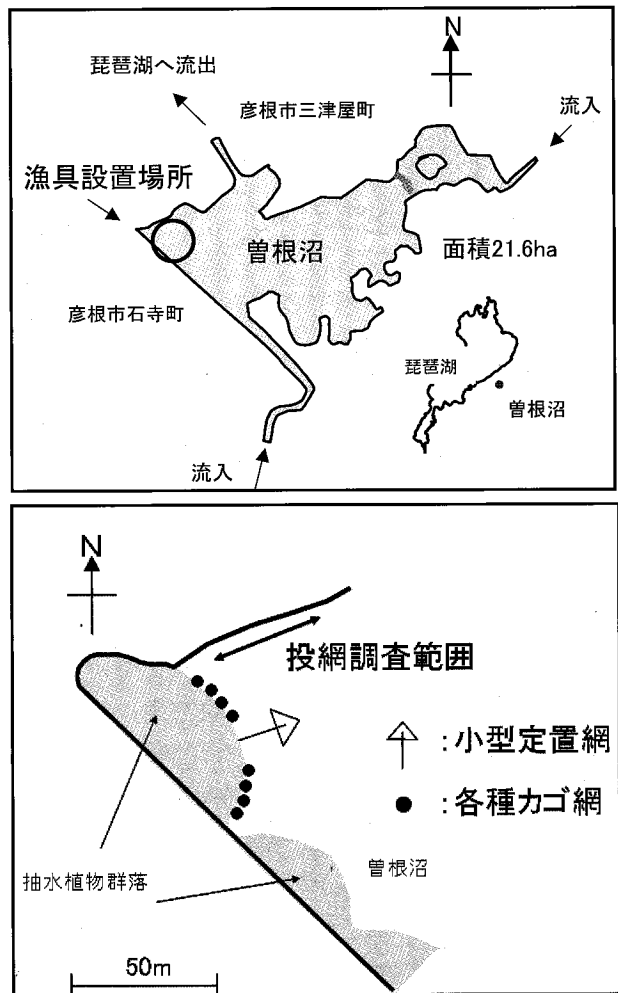 N
琵琶湖へ流出
彦根市三津屋町
流入
漁具設置場所
曽根沼
面積21.6ha
彦根市石寺町
琵琶湖
曽根沼
流入
N
投網調査範囲
:小型定置網
:各種カゴ網
抽水植物群落
曽根沼
50m